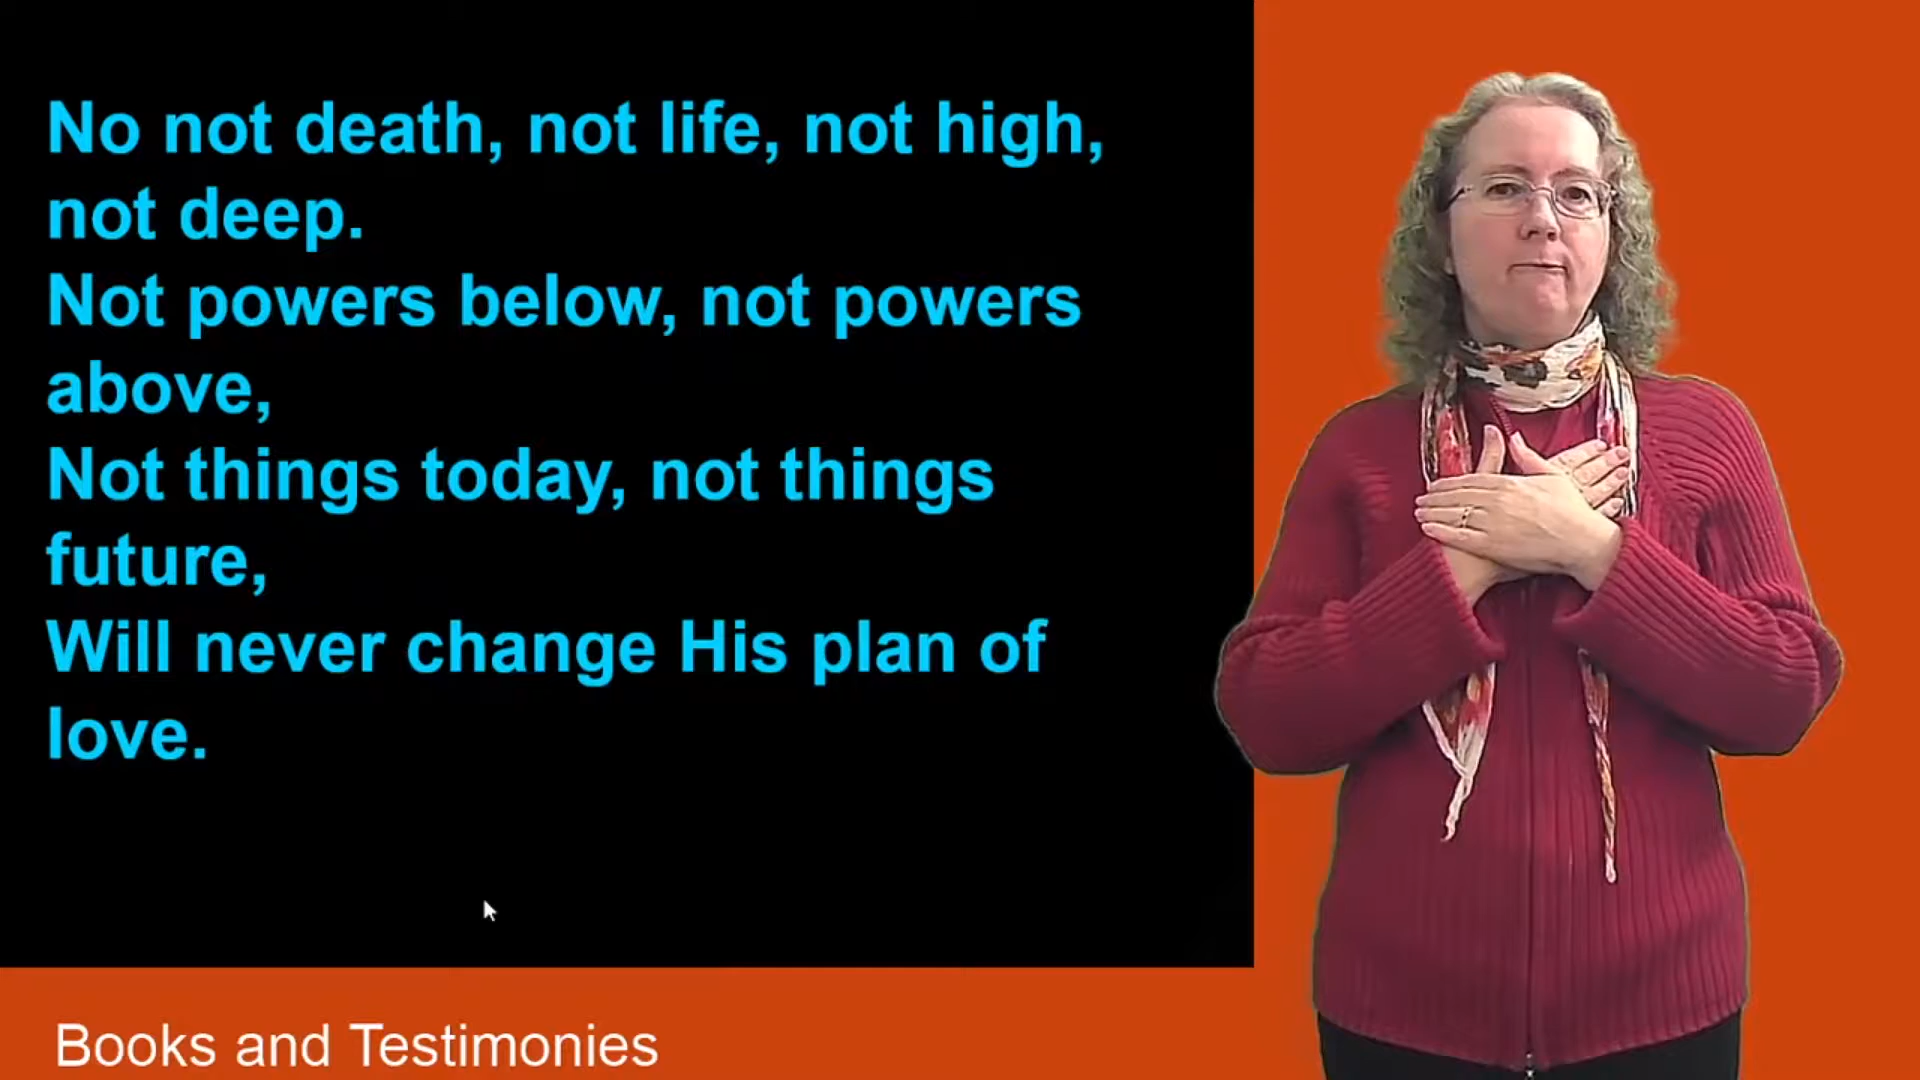 No not death, not life, not high,
not deep.
Not powers below, not powers
above,
Not things today, not things
future,
Will never change His plan of
love.
Books and Testimonies